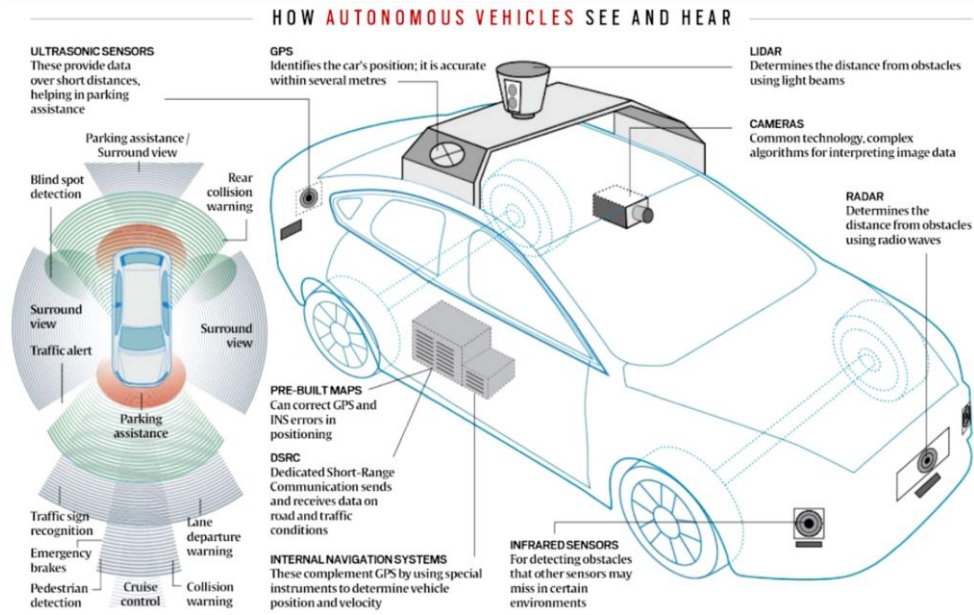 HOW AUTONOMOUS VEHICLES SEE AND HEAR
ULTRASONIC SENSORS
These provide data
over short distances,
helping in parking
assistance
GPS
Identifies the car's position; it is accurate
within several metres
LIDAR
Determines the distance from obstacles
using light beams
CAMERAS
Common technology, complex
algorithms for interpreting image data
RADAR
Determines the
distance from obstacles
using radio waves
Parking assistance /
Surround view
Blind spot
detection
Rear
collision
warning
Surround
view
Surround
view
Traffic alert
Parking
assistance
Traffic sign
recognition
Lane
departure
warning
Emergency
brakes
Pedestrian
detection
Cruise
control
Collision
warning
PRE-BUILT MAPS
Can correct GPS and
INS errors in
positioning
DSRC
Dedicated Short-Range
Communication sends
and receives data on
road and traffic
conditions
INTERNAL NAVIGATION SYSTEMS
These complement GPS by using special
instruments to determine vehicle
position and velocity
INFRARED SENSORS
For detecting obstacles
that other sensors may
miss in certain
environments